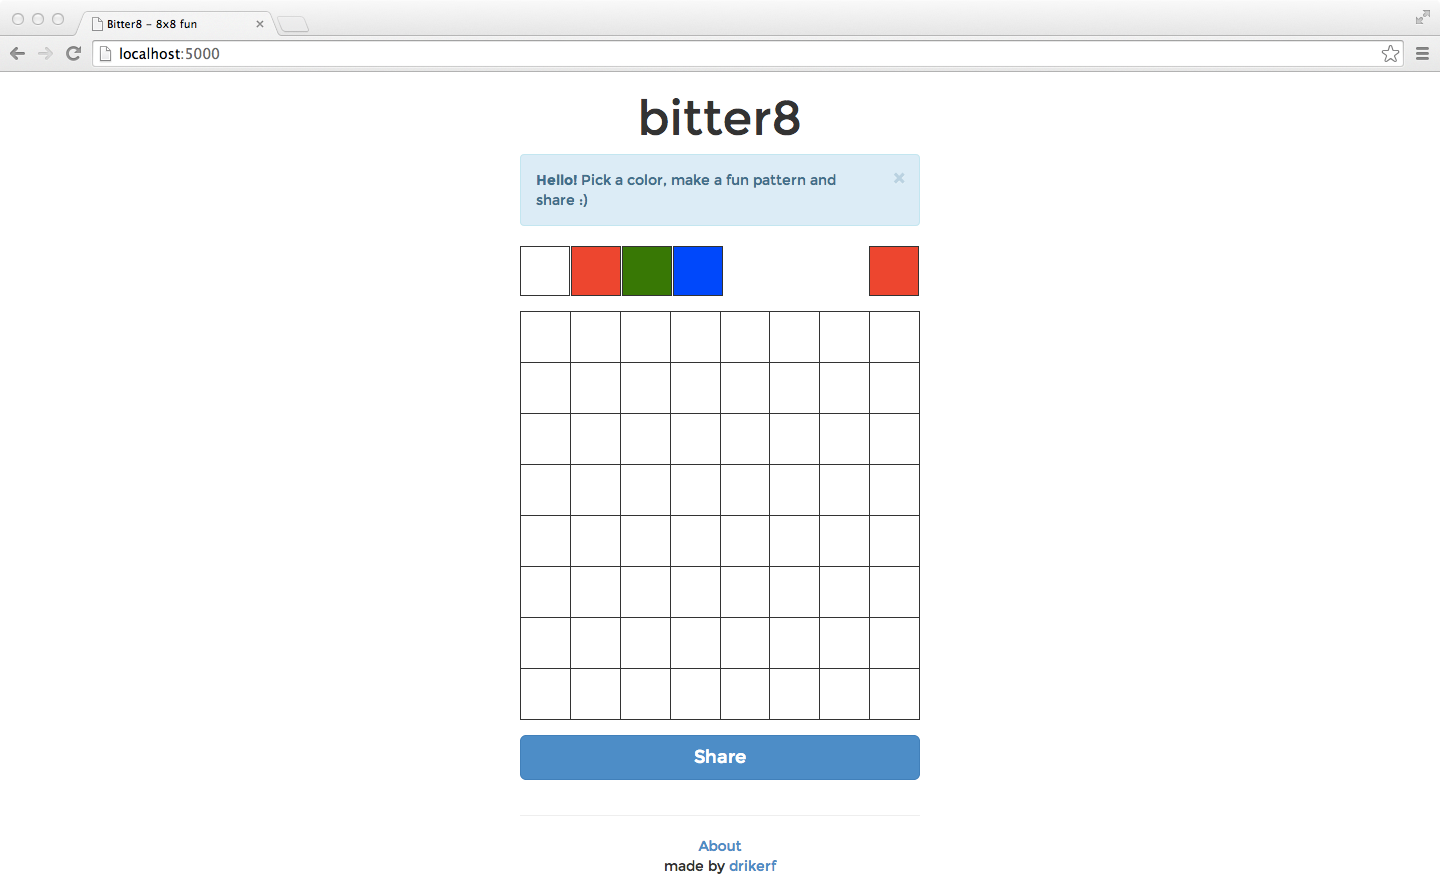 Bitter8 - 8x8 fun
localhost:5000
bitter8
Hello! Pick a color, make a fun pattern and
share :)
Share
About
made by drikerf